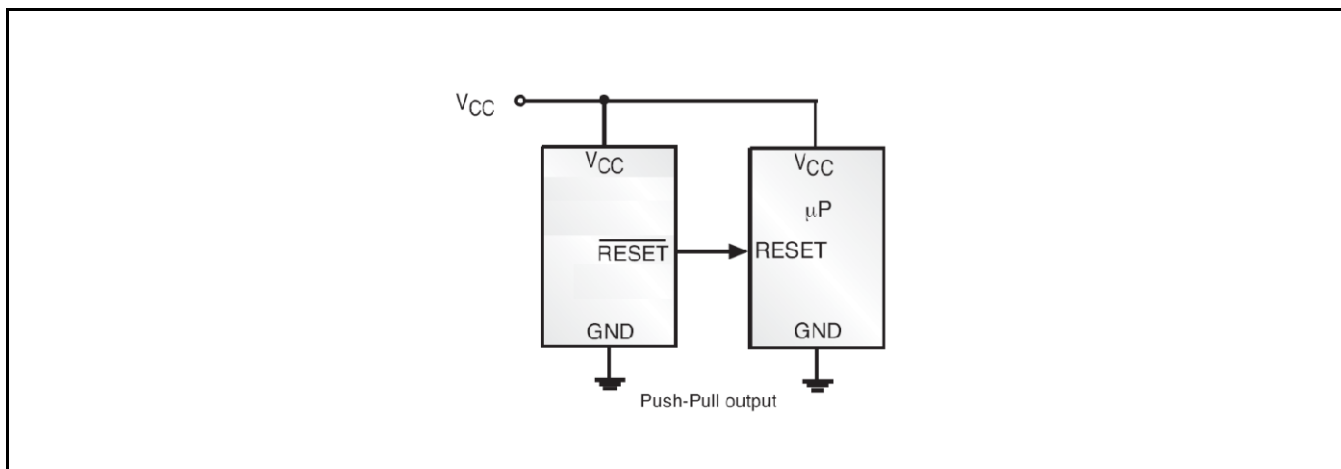 VCC
VCC
RESET
GND
VCC
μP
RESET
GND
Push-Pull output